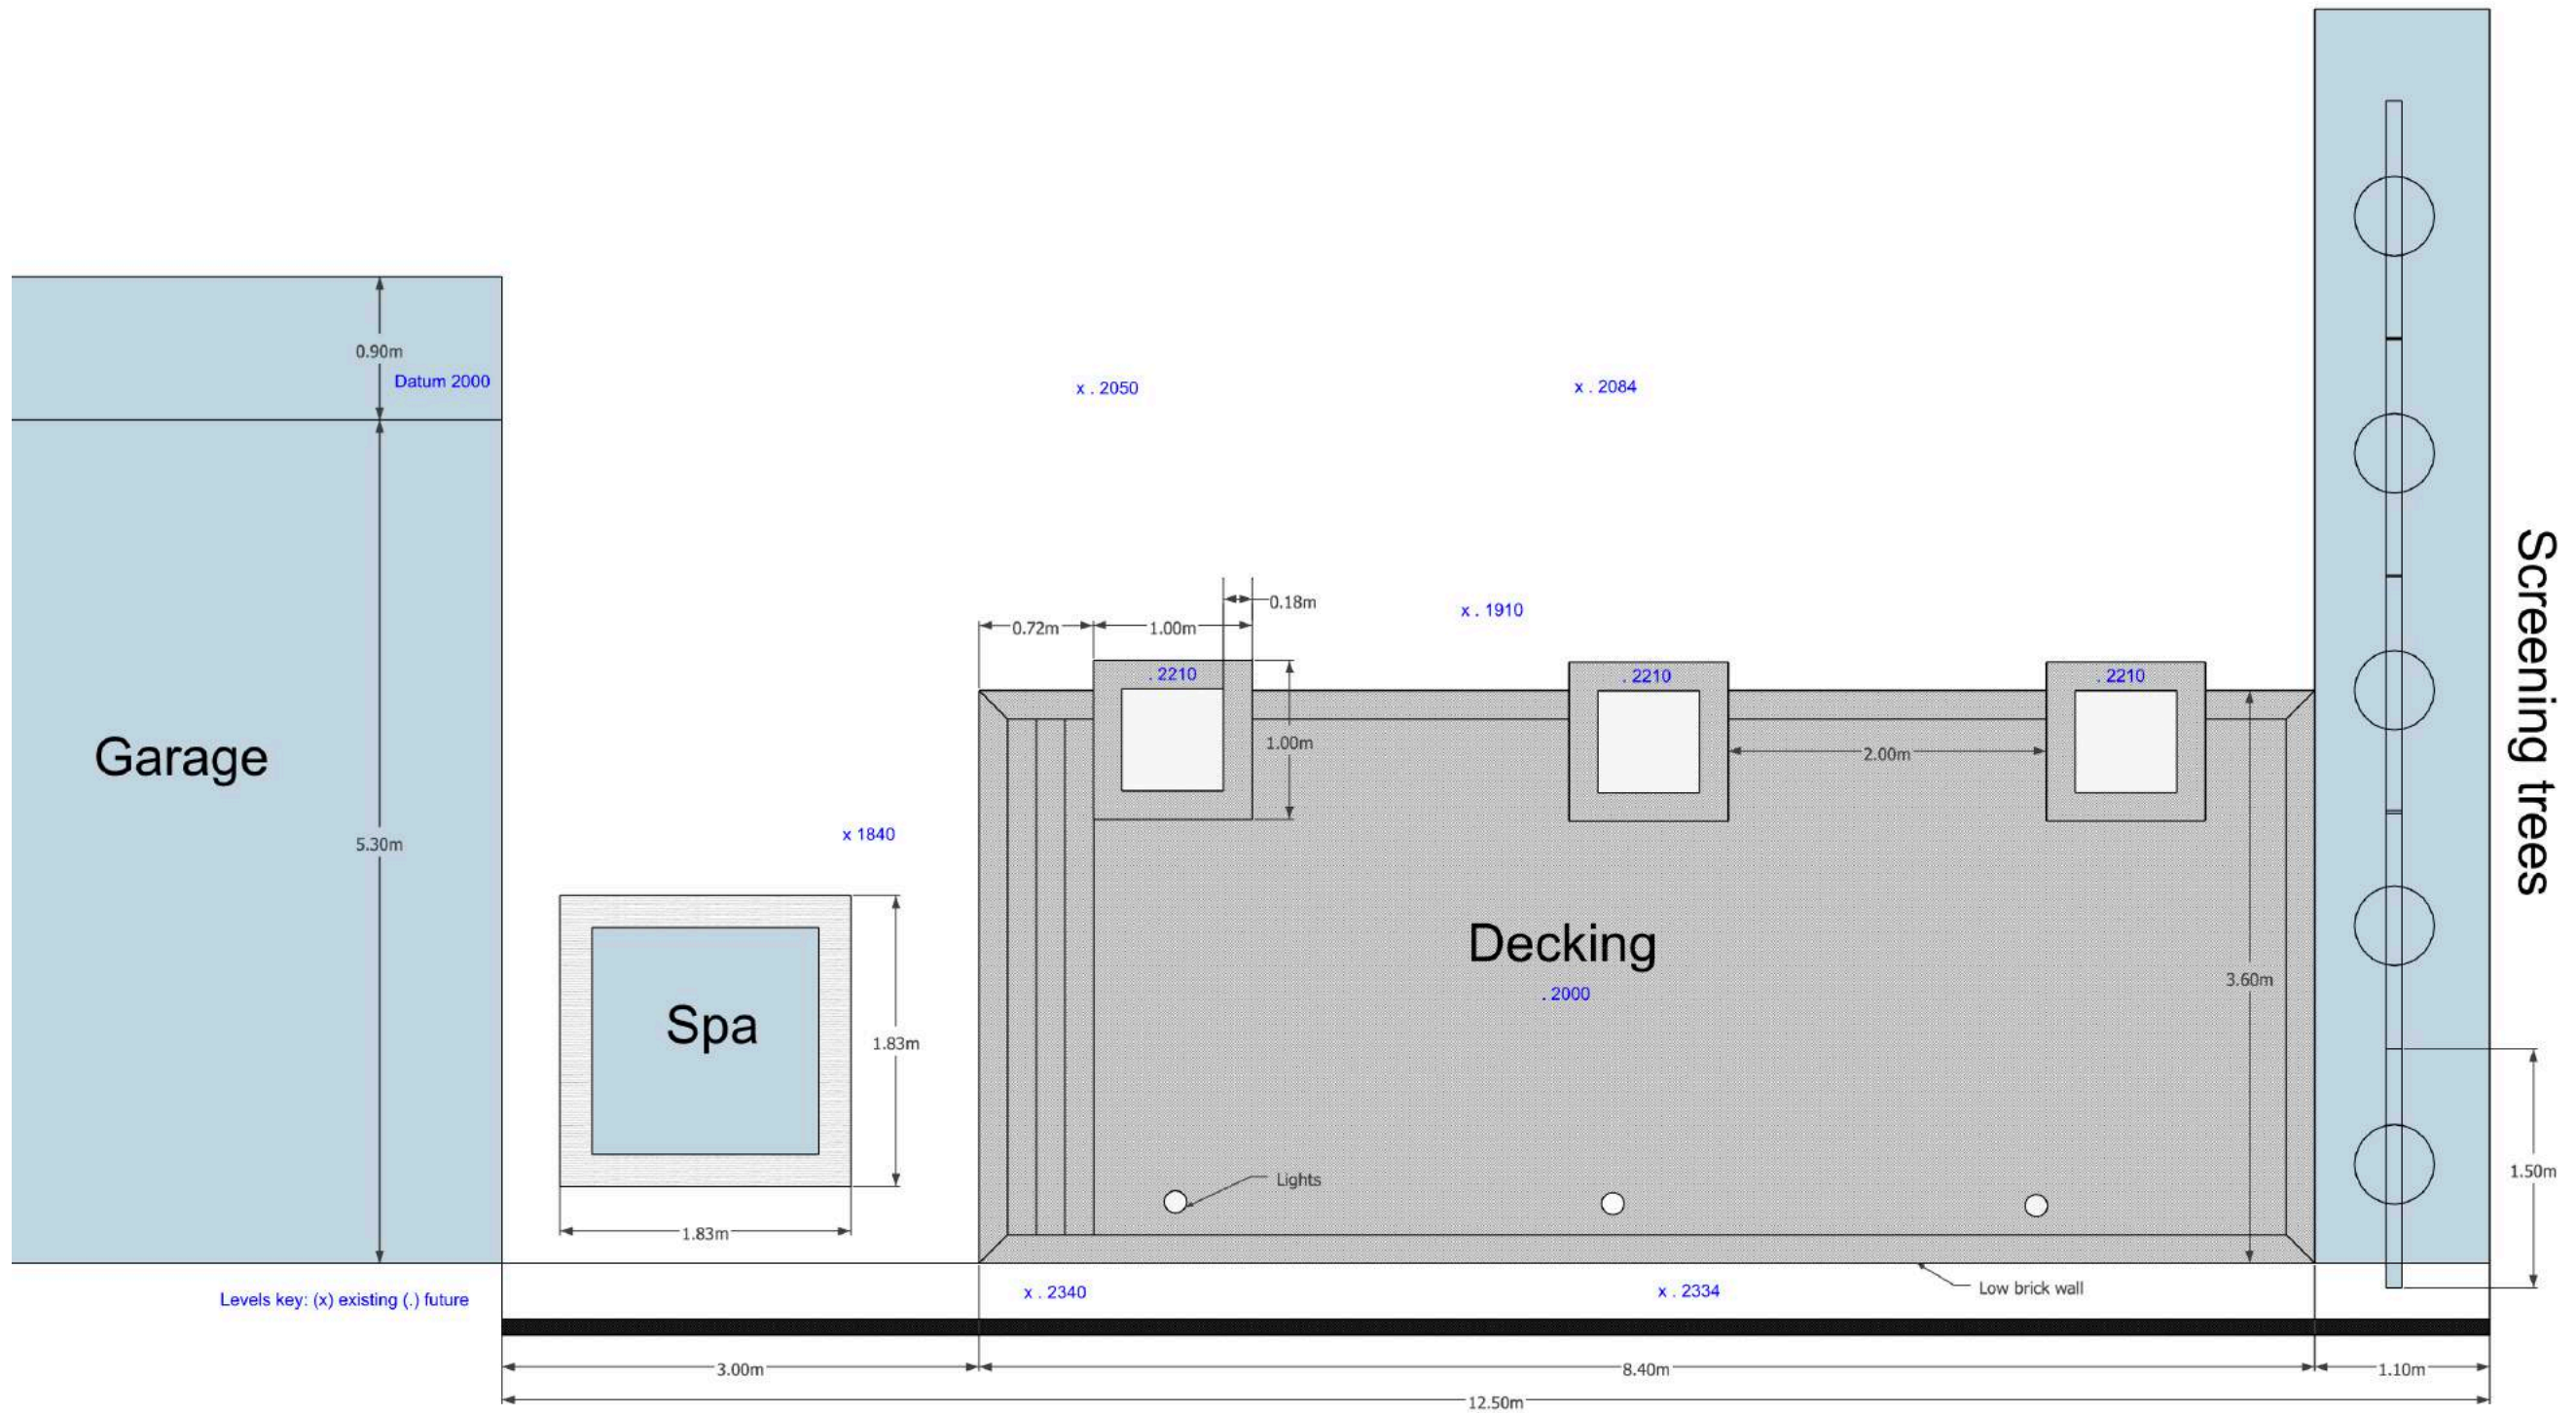 0.90m
Datum 2000
x . 2050
x . 2084
Screening trees
0.18m
x . 1910
0.72m
1.00m
. 2210
. 2210
. 2210
1.00m
2.00m
Garage
x 1840
5.30m
Decking
. 2000
3.60m
Spa
1.83m
Lights
1.50m
1.83m
Levels key: (x) existing (.) future
x . 2340
x . 2334
Low brick wall
3.00m
8.40m
1.10m
12.50m